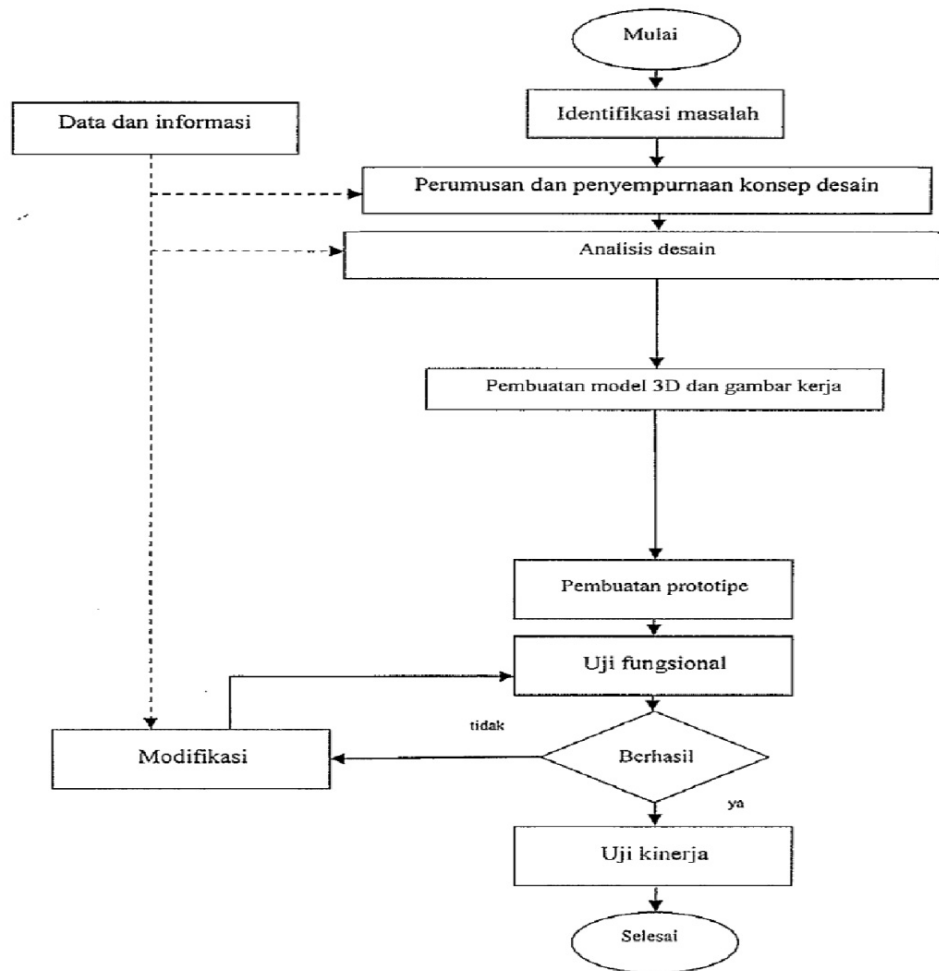 Mulai
Identifikasi masalah
Data dan informasi
Perumusan dan penyempurnaan konsep desain
Analisis desain
Pembuatan model 3D dan gambar kerja
Pembuatan prototipe
Uji fungsional
tidak
Modifikasi
Berhasil
ya
Uji kinerja
Selesai